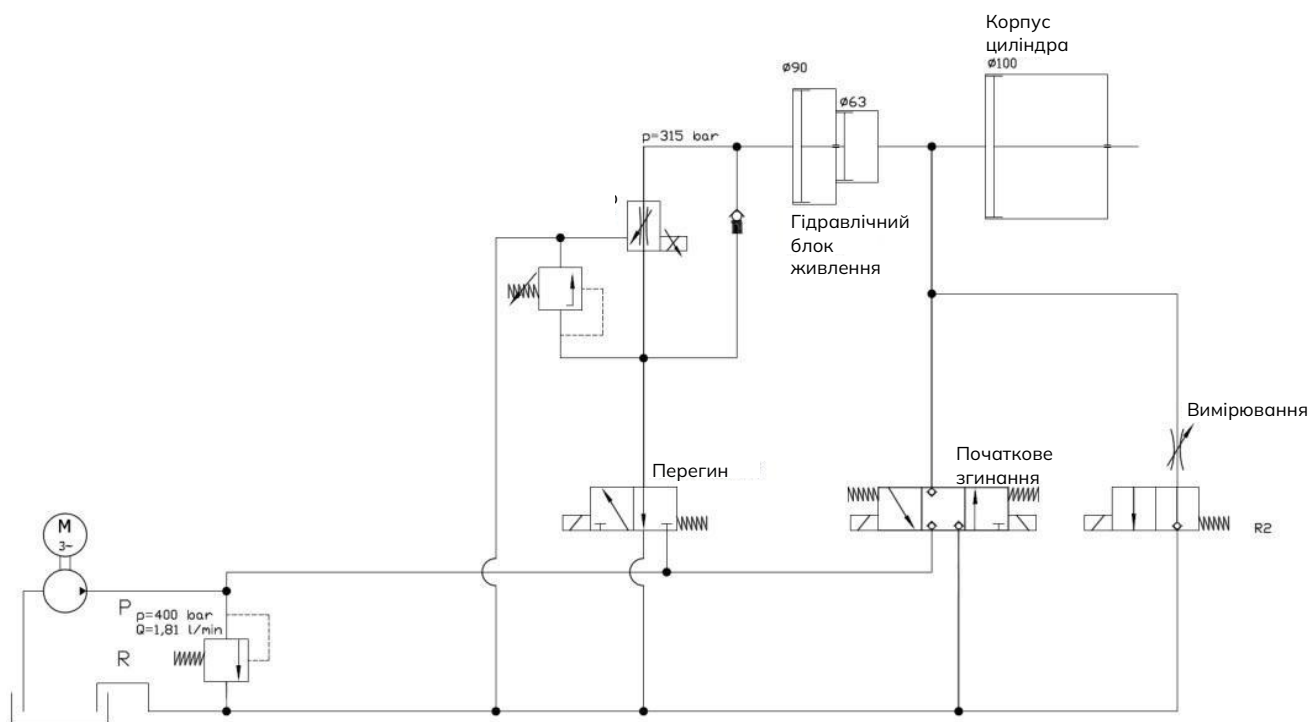 Корпус
циліндра
ø100
ø90
ø63
p=315 bar
Гідравлічний
блок
живлення
Вимірювання
Початкове
згинання
Перегин
R2
M
3~
P
p=400 bar
Q=1,81 l/min
R